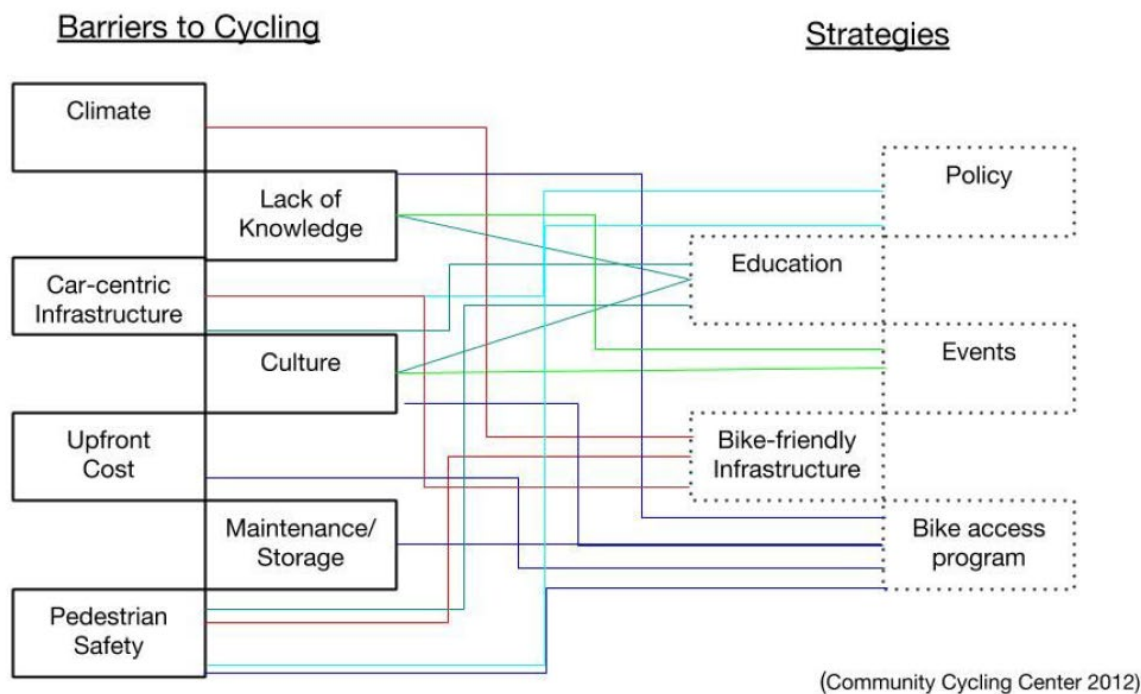 Barriers to Cycling
Strategies
Climate
Lack of
Knowledge
Car-centric
Infrastructure
Culture
Upfront
Cost
Maintenance/
Storage
Pedestrian
Safety
Policy
Education
Events
Bike-friendly
Infrastructure
Bike access
program
(Community Cycling Center 2012)